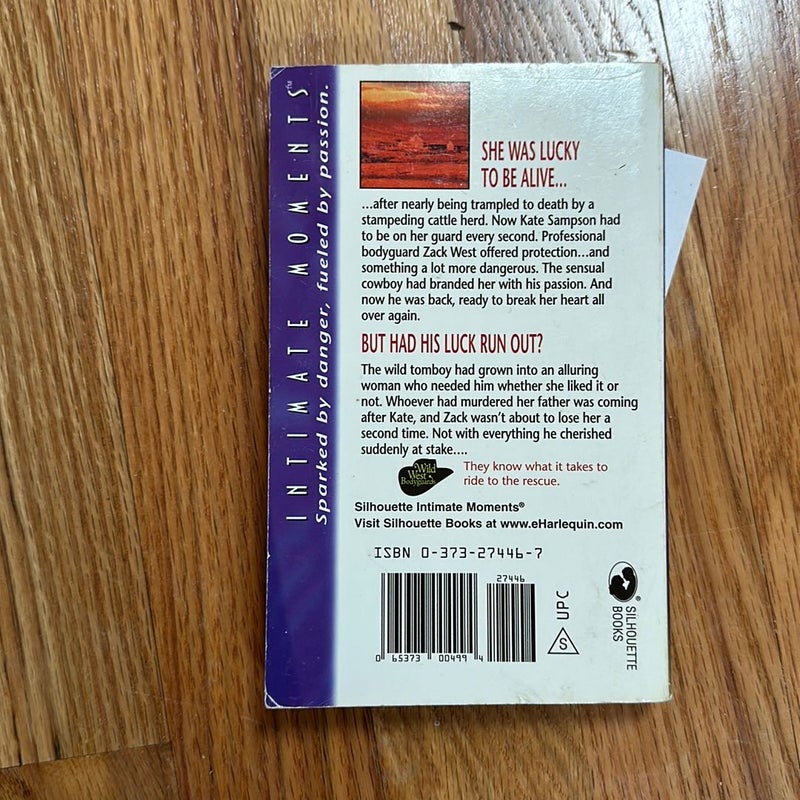 INTIMATE MOMENTS™
Sparked by danger, fueled by passion.
SHE WAS LUCKY
TO BE ALIVE...
...after nearly being trampled to death by a
stampeding cattle herd. Now Kate Sampson had
to be on her guard every second. Professional
bodyguard Zack West offered protection...and
something a lot more dangerous. The sensual
cowboy had branded her with his passion. And
now he was back, ready to break her heart all
over again.
BUT HAD HIS LUCK RUN OUT?
The wild tomboy had grown into an alluring
woman who needed him whether she liked it or
not. Whoever had murdered her father was coming
after Kate, and Zack wasn't about to lose her a
second time. Not with everything he cherished
suddenly at stake....
Wild
West
Bodyguards
They know what it takes to
ride to the rescue.
Silhouette Intimate Moments®
Visit Silhouette Books at www.eHarlequin.com
ISBN 0-373-27446-7
27446
0 65373 00499 4
S
UPC
®
SILHOUETTE
BOOKS